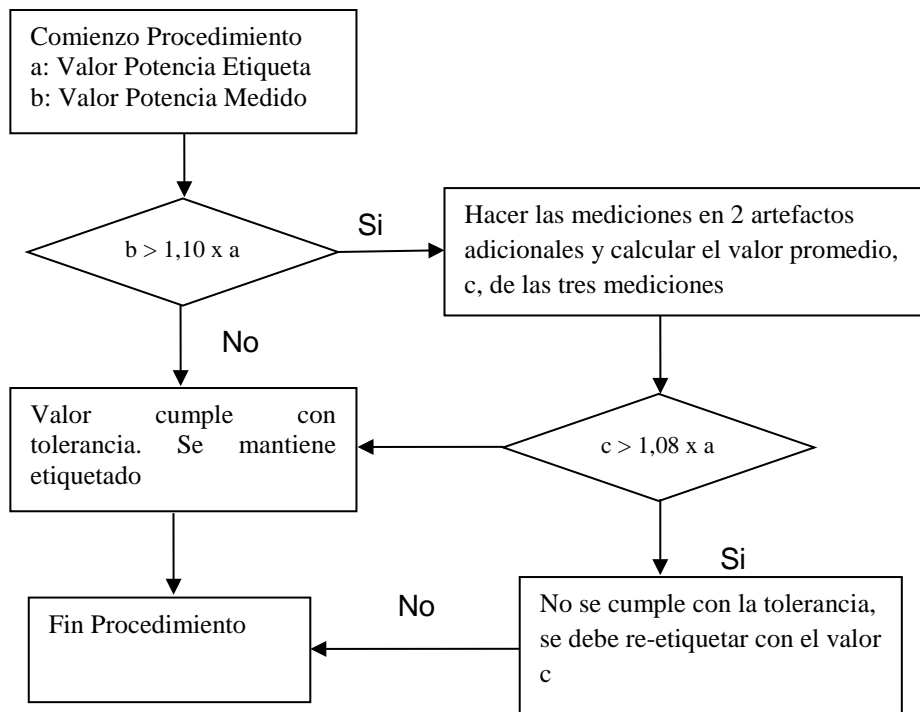 Comienzo Procedimiento
a: Valor Potencia Etiqueta
b: Valor Potencia Medido
b > 1,10 x a
Si
Hacer las mediciones en 2 artefactos
adicionales y calcular el valor promedio,
c, de las tres mediciones
No
Valor cumple con
tolerancia. Se mantiene
etiquetado
c > 1,08 x a
Si
No
Fin Procedimiento
No se cumple con la tolerancia,
se debe re-etiquetar con el valor
c